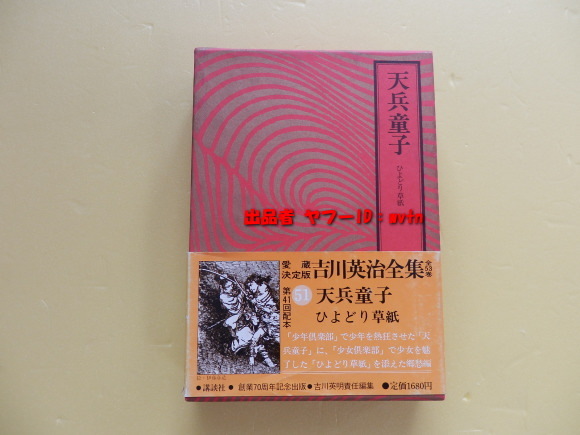 天兵童子
ひよどり草紙
出品者 ヤフーID：mvfn
愛蔵
決定版
吉川英治全集
全53巻
第41回配本
51
天兵童子
ひよどり草紙
「少年倶楽部」で少年を熱狂させた「天
兵童子」に、「少女倶楽部」で少女を魅
了した「ひよどり草紙」を添えた郷愁編
●講談社● 創業70周年記念出版●吉川英明責任編集 ●定価1680円